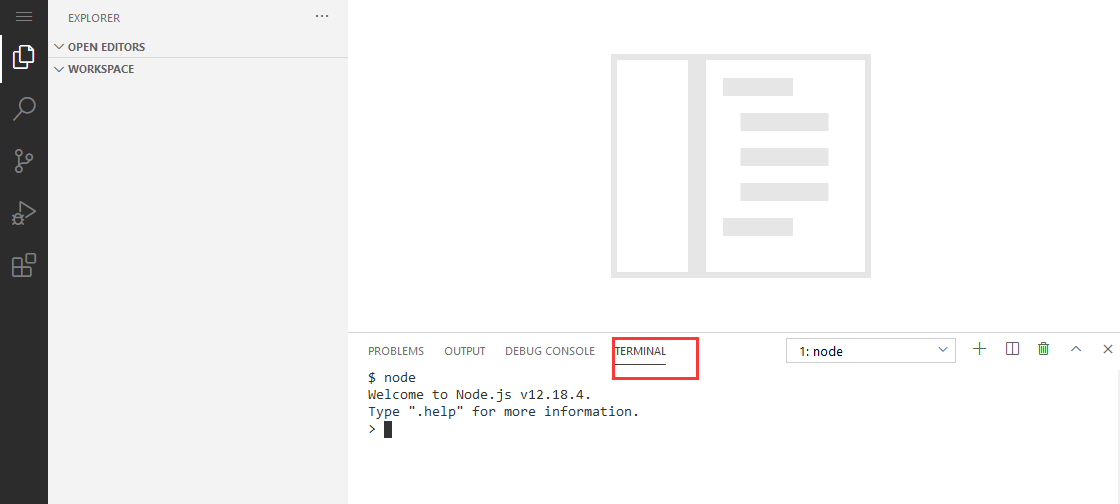 EXPLORER
OPEN EDITORS
WORKSPACE
PROBLEMS OUTPUT DEBUG CONSOLE TERMINAL 1: node
$ node
Welcome to Node.js v12.18.4.
Type ".help" for more information.
>